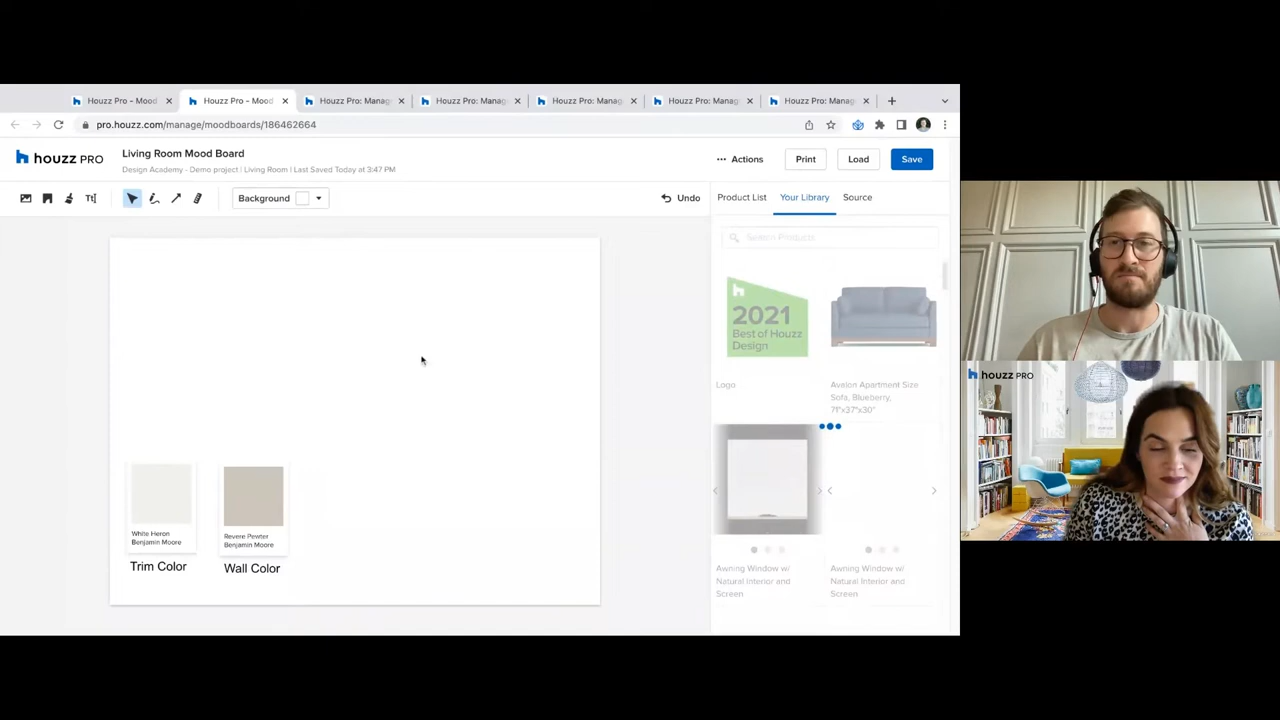 Houzz Pro - Mood
Houzz Pro - Mood
Houzz Pro: Manag
Houzz Pro: Manag
Houzz Pro: Manag
Houzz Pro: Manag
Houzz Pro: Manag
pro.houzz.com/manage/moodboards/186462664
houzz PRO
Living Room Mood Board
Design Academy - Demo project | Living Room | Last Saved Today at 3:47 PM
Actions
Print
Load
Save
Background
Undo
Product List
Your Library
Source
Search Products
2021
Best of Houzz
Design
Logo
Avalon Apartment Size
Sofa, Blueberry,
71"x37"x30"
White Heron
Benjamin Moore
Trim Color
Revere Pewter
Benjamin Moore
Wall Color
Awning Window w/
Natural Interior and
Screen
Awning Window w/
Natural Interior and
Screen
houzz PRO